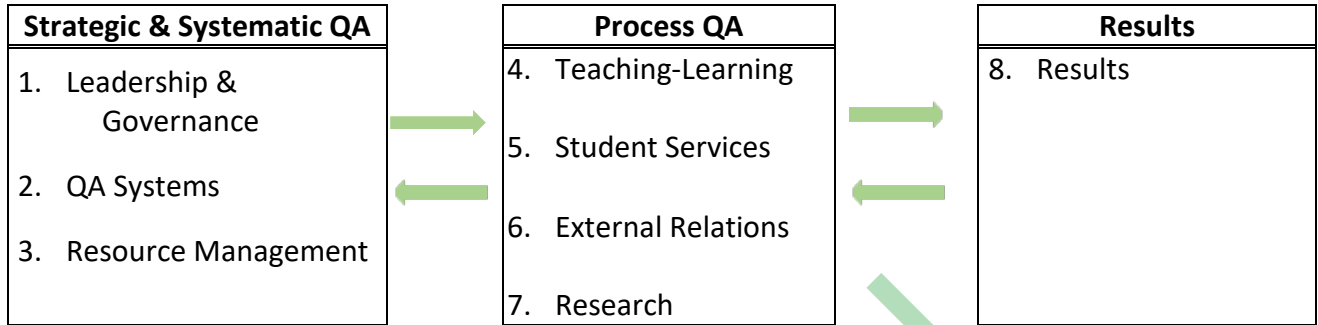 Strategic & Systematic QA
1. Leadership &
Governance
2. QA Systems
3. Resource Management
Process QA
4. Teaching-Learning
5. Student Services
6. External Relations
7. Research
Results
8. Results